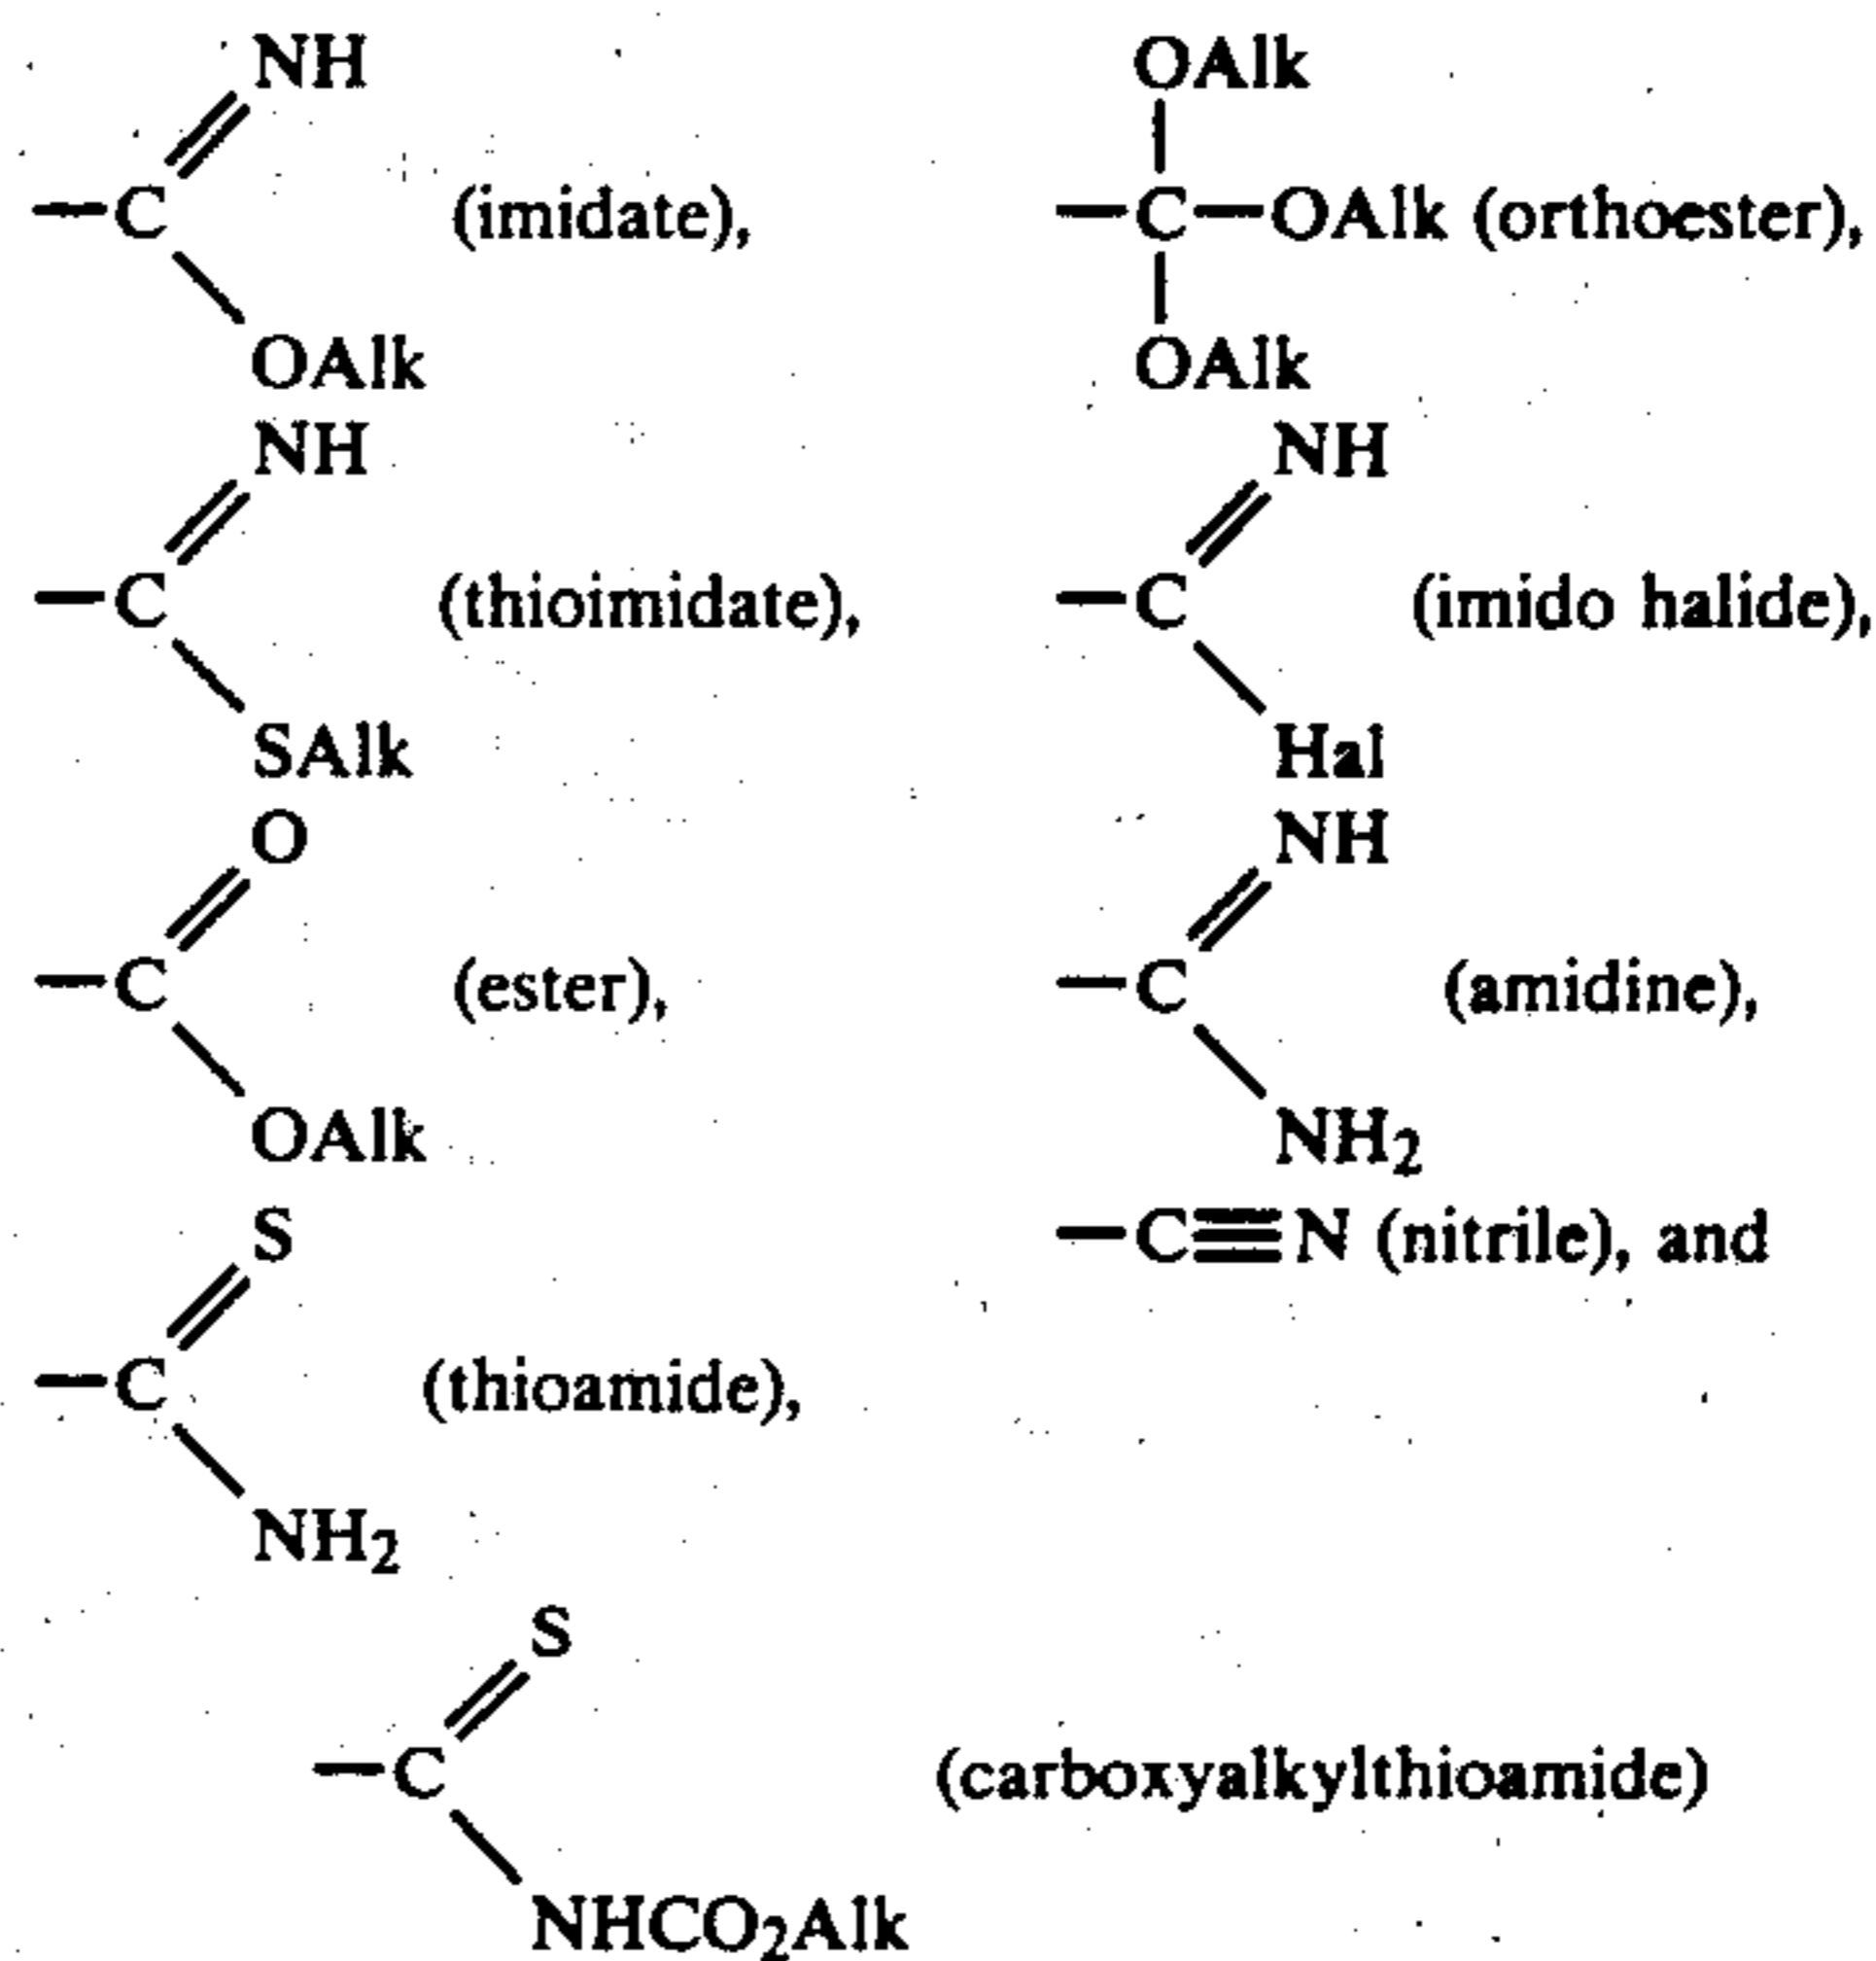 NH OAlk
—C (imidate), —C—OAlk (orthoester),
OAlk OAlk
NH NH
—C (thioimidate), —C (imido halide),
SAlk Hal
O NH
—C (ester), —C (amidine),
OAlk NH₂
S —C≡N (nitrile), and
—C (thioamide),
NH₂
S
—C (carboxyalkylthioamide)
NHCO₂Alk